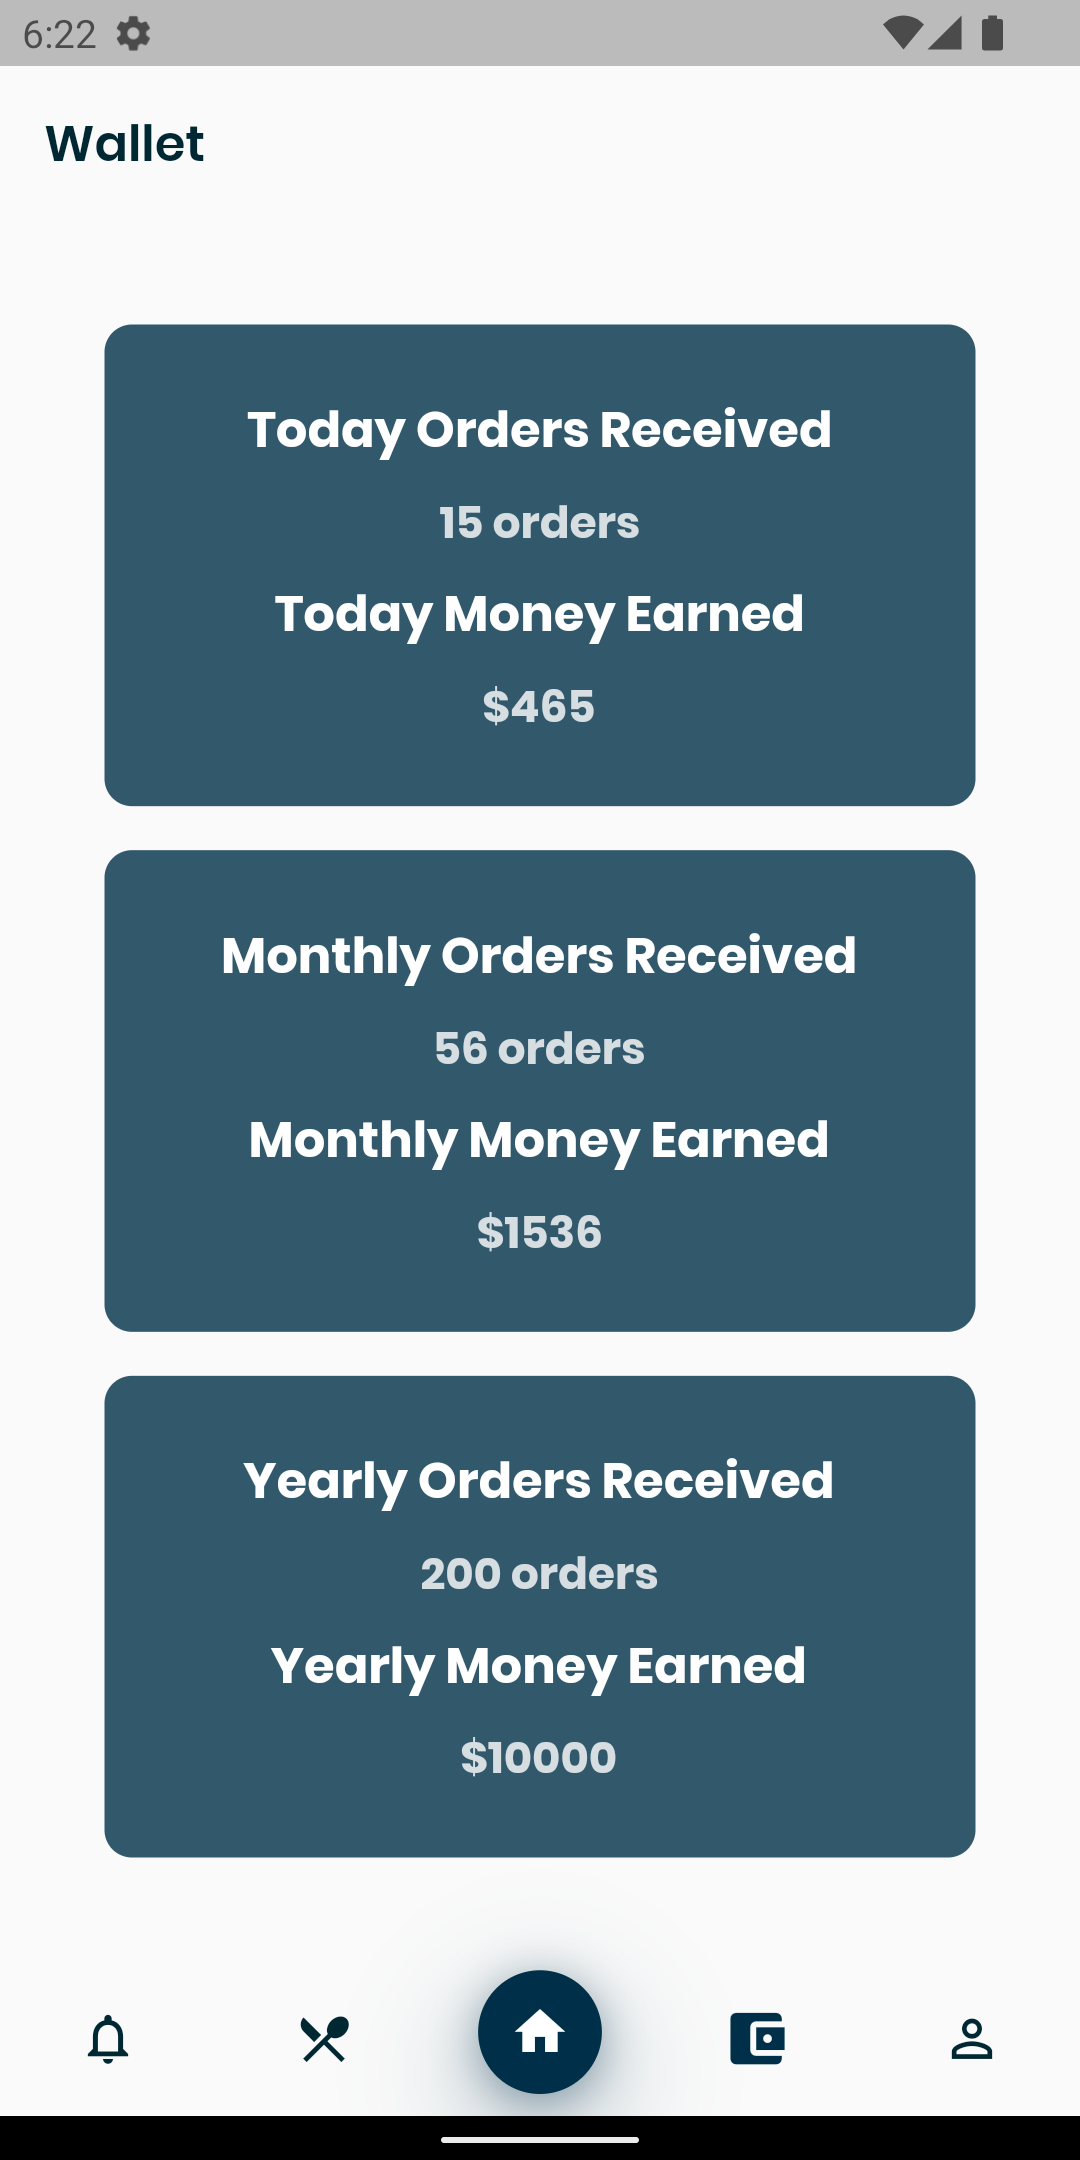 6:22
Wallet
Today Orders Received
15 orders
Today Money Earned
$465
Monthly Orders Received
56 orders
Monthly Money Earned
$1536
Yearly Orders Received
200 orders
Yearly Money Earned
$10000